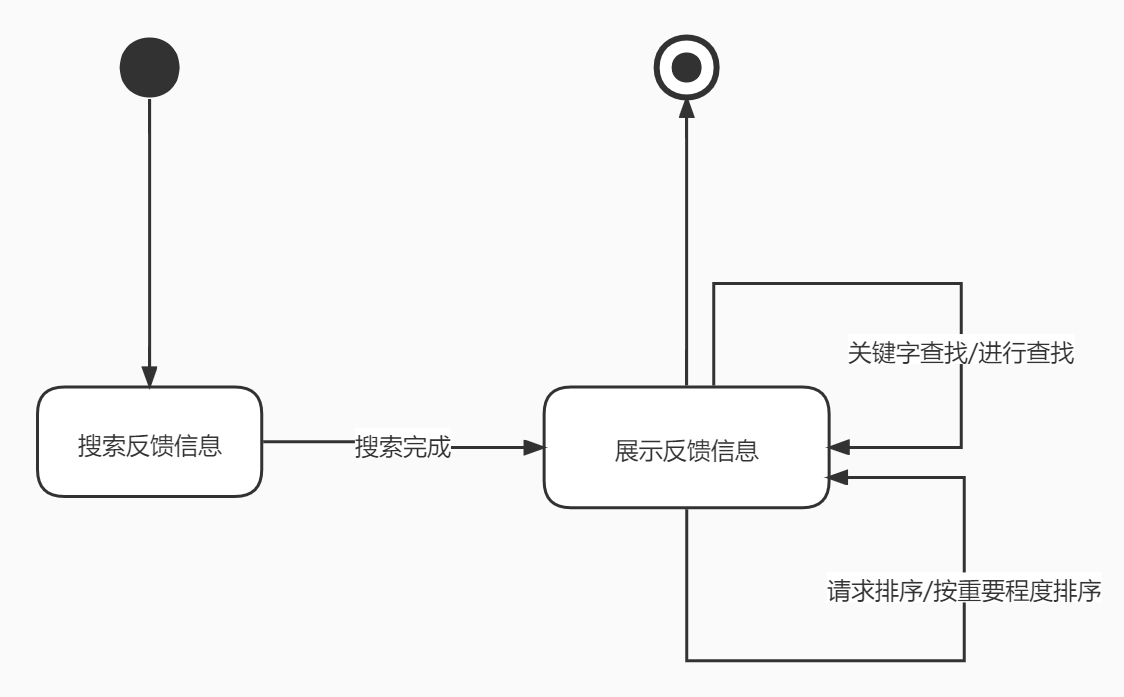 关键字查找/进行查找
搜索反馈信息
搜索完成
展示反馈信息
请求排序/按重要程度排序